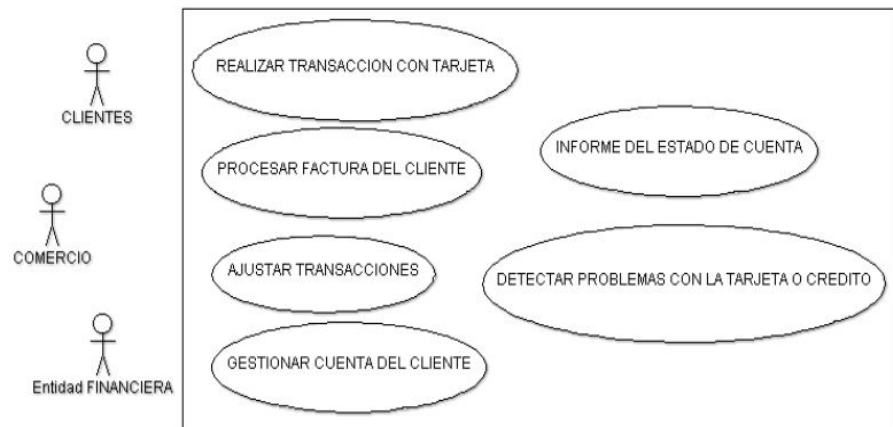 REALIZAR TRANSACCION CON TARJETA
CLIENTES
INFORME DEL ESTADO DE CUENTA
PROCESAR FACTURA DEL CLIENTE
COMERCIO
AJUSTAR TRANSACCIONES
DETECTAR PROBLEMAS CON LA TARJETA O CREDITO
GESTIONAR CUENTA DEL CLIENTE
Entidad FINANCIERA